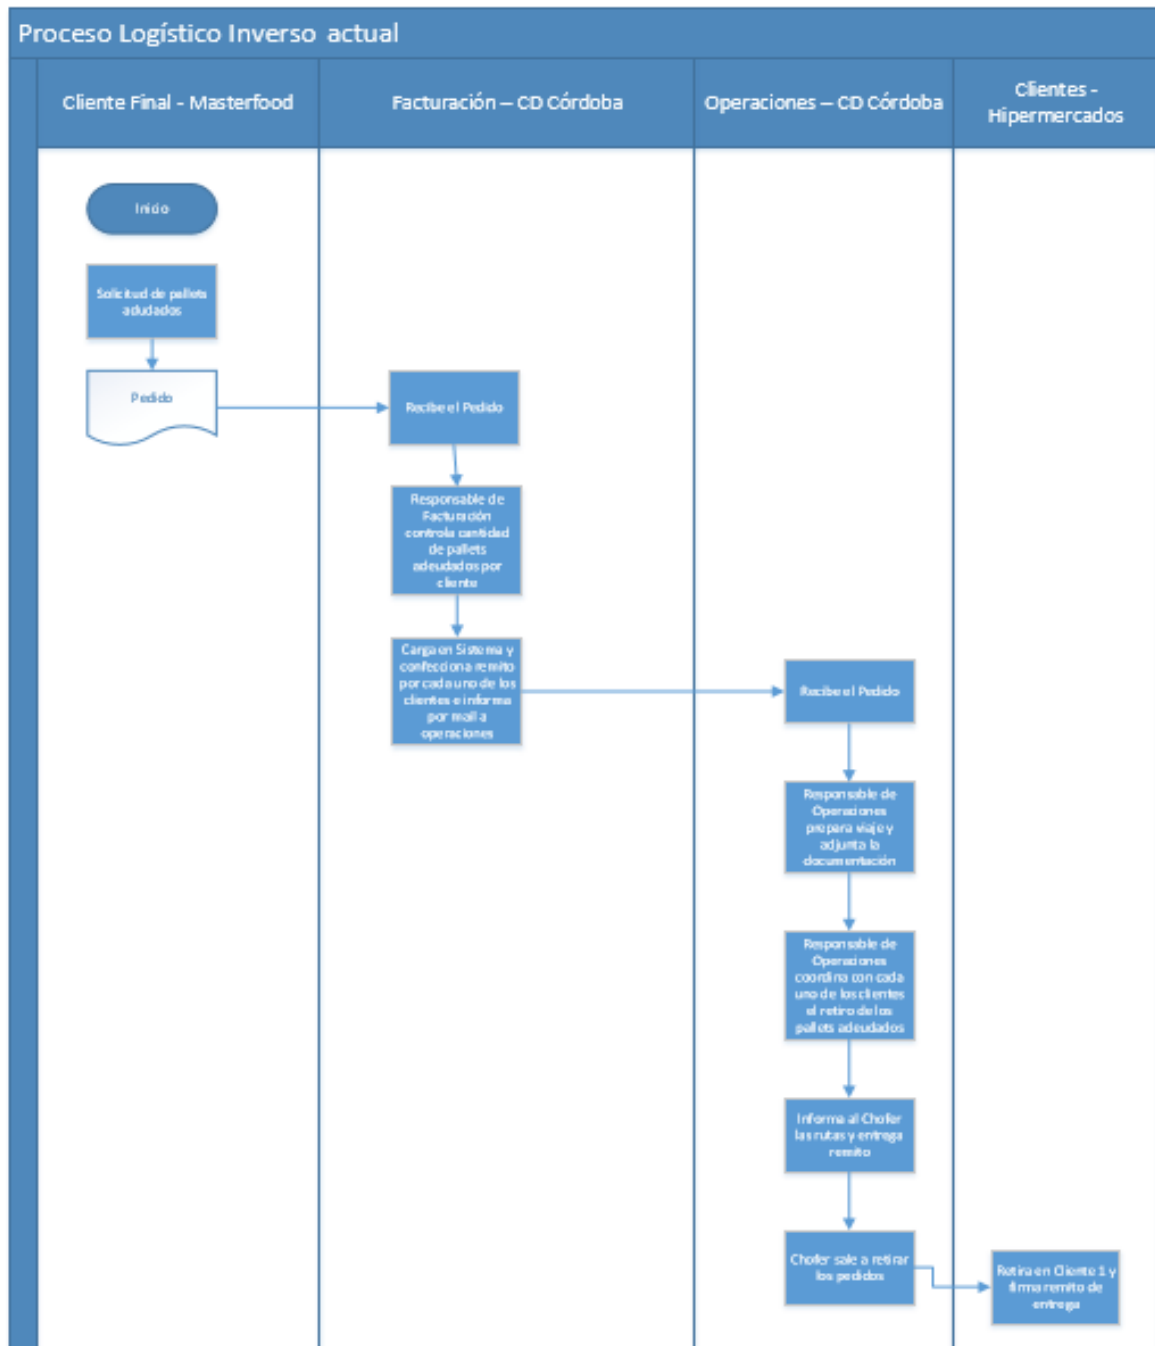 Proceso Logístico Inverso actual
Cliente Final - Masterfood
Facturación – CD Córdoba
Operaciones – CD Córdoba
Clientes -
Hipermercados
Inicio
Solicitud de pallets
adudados
Pedido
Recibe el Pedido
Responsable de
Facturación
controla cantidad
de pallets
adeudados por
cliente
Carga en Sistema y
confecciona remito
por cada uno de los
clientes e informa
por mail a
operaciones
Recibe el Pedido
Responsable de
Operaciones
prepara viaje y
adjunta la
documentación
Responsable de
Operaciones
coordina con cada
uno de los clientes
el retiro de los
pallets adeudados
Informa al Chofer
las rutas y entrega
remito
Chofer sale a retirar
los pedidos
Retira en Cliente 1 y
firma remito de
entrega